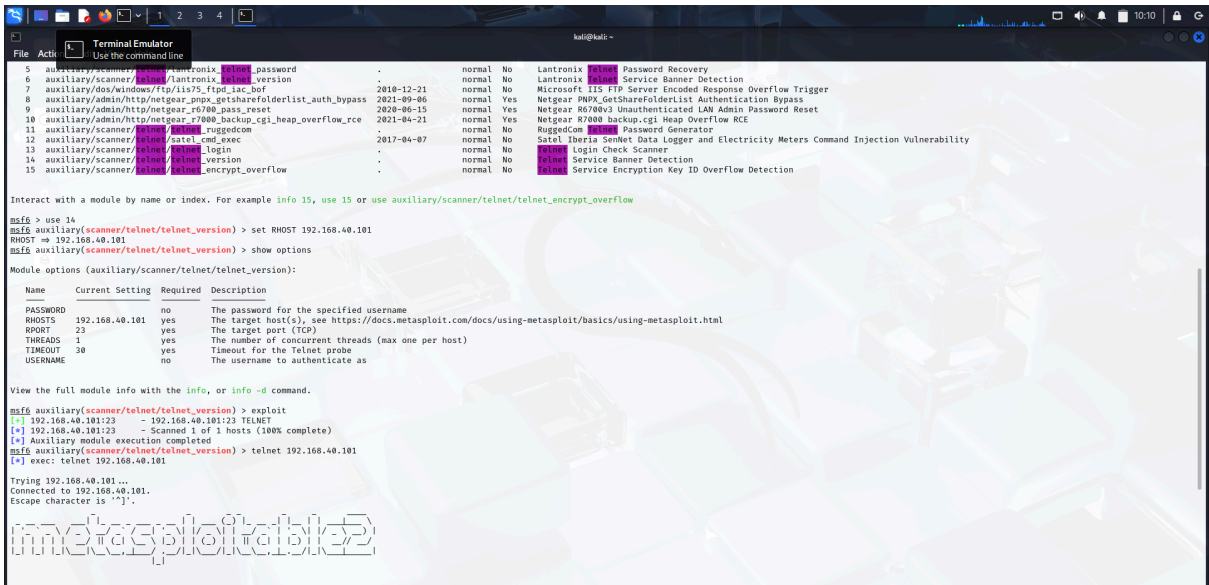 1 2 3 4
10:10
kali@kali: ~
Terminal Emulator
Use the command line
File Actio
5 auxiliary/scanner/telnet/lantronix_telnet_password . normal No Lantronix Telnet Password Recovery
6 auxiliary/scanner/telnet/lantronix_telnet_version . normal No Lantronix Telnet Service Banner Detection
7 auxiliary/dos/windows/ftp/iis75_ftpd_iac_bof 2010-12-21 normal No Microsoft IIS FTP Server Encoded Response Overflow Trigger
8 auxiliary/admin/http/netgear_pnpx_getsharefolderlist_auth_bypass 2021-09-06 normal Yes Netgear PNPX_GetShareFolderList Authentication Bypass
9 auxiliary/admin/http/netgear_r6700_pass_reset 2020-06-15 normal Yes Netgear R6700v3 Unauthenticated LAN Admin Password Reset
10 auxiliary/admin/http/netgear_r7000_backup_cgi_heap_overflow_rce 2021-04-21 normal Yes Netgear R7000 backup.cgi Heap Overflow RCE
11 auxiliary/scanner/telnet/telnet_ruggedcom . normal No RuggedCom Telnet Password Generator
12 auxiliary/scanner/telnet/satel_cmd_exec 2017-04-07 normal No Satel Iberia SenNet Data Logger and Electricity Meters Command Injection Vulnerability
13 auxiliary/scanner/telnet/telnet_login . normal No Telnet Login Check Scanner
14 auxiliary/scanner/telnet/telnet_version . normal No Telnet Service Banner Detection
15 auxiliary/scanner/telnet/telnet_encrypt_overflow . normal No Telnet Service Encryption Key ID Overflow Detection
Interact with a module by name or index. For example info 15, use 15 or use auxiliary/scanner/telnet/telnet_encrypt_overflow
msf6 > use 14
msf6 auxiliary(scanner/telnet/telnet_version) > set RHOST 192.168.40.101
RHOST ⇒ 192.168.40.101
msf6 auxiliary(scanner/telnet/telnet_version) > show options
Module options (auxiliary/scanner/telnet/telnet_version):
Name Current Setting Required Description
PASSWORD no The password for the specified username
RHOSTS 192.168.40.101 yes The target host(s), see https://docs.metasploit.com/docs/using-metasploit/basics/using-metasploit.html
RPORT 23 yes The target port (TCP)
THREADS 1 yes The number of concurrent threads (max one per host)
TIMEOUT 30 yes Timeout for the Telnet probe
USERNAME no The username to authenticate as
View the full module info with the info, or info -d command.
msf6 auxiliary(scanner/telnet/telnet_version) > exploit
[+] 192.168.40.101:23 - 192.168.40.101:23 TELNET
[*] 192.168.40.101:23 - Scanned 1 of 1 hosts (100% complete)
[*] Auxiliary module execution completed
msf6 auxiliary(scanner/telnet/telnet_version) > telnet 192.168.40.101
[*] exec: telnet 192.168.40.101
Trying 192.168.40.101...
Connected to 192.168.40.101.
Escape character is '^]'.
metasploitable2